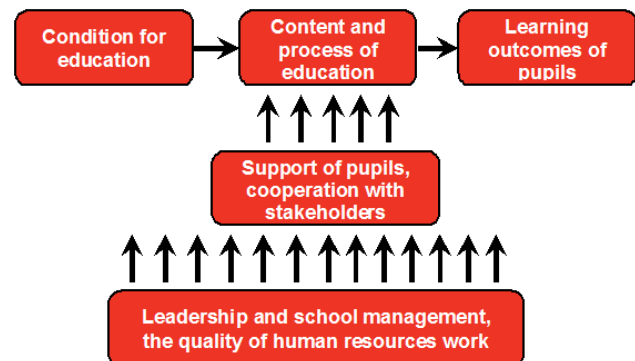 Condition for
education
Content and
process of
education
Learning
outcomes of
pupils
Support of pupils,
cooperation with
stakeholders
Leadership and school management,
the quality of human resources work